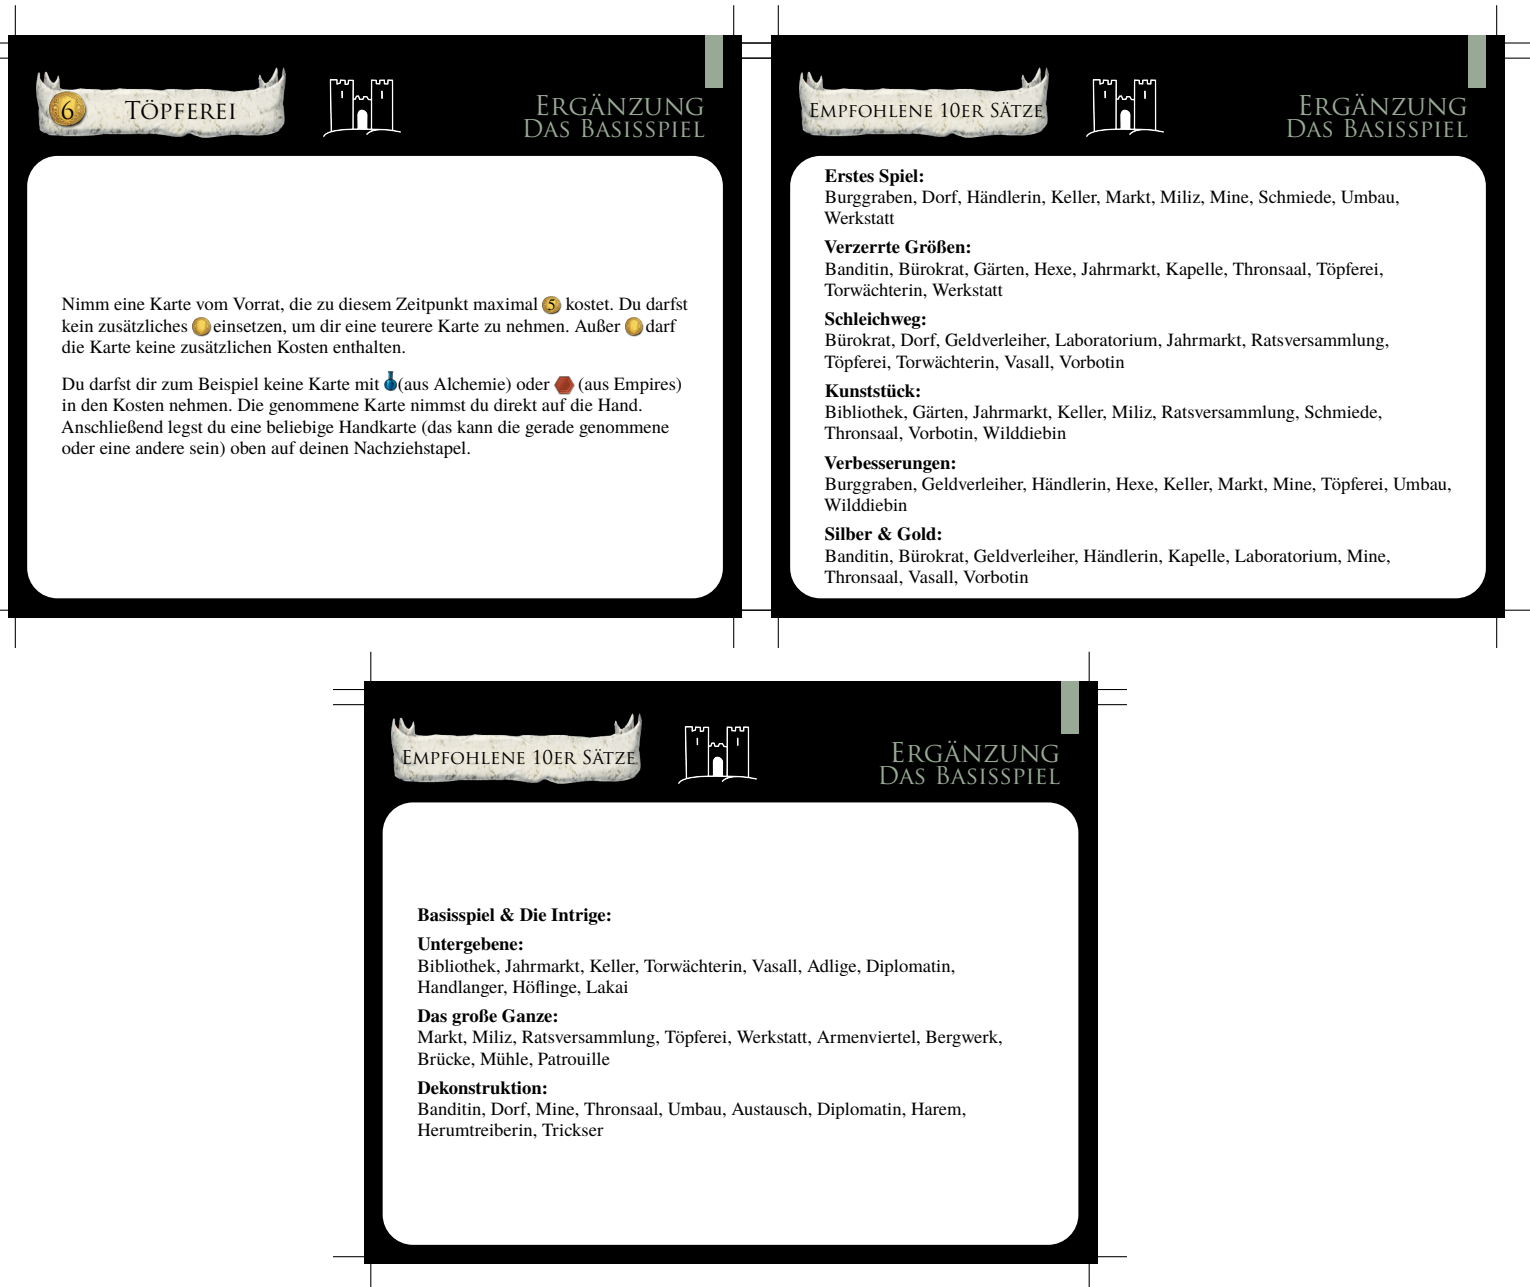 6
TÖPFEREI
ERGÄNZUNG
DAS BASISSPIEL
Nimm eine Karte vom Vorrat, die zu diesem Zeitpunkt maximal 5 kostet. Du darfst
kein zusätzliches einsetzen, um dir eine teurere Karte zu nehmen. Außer darf
die Karte keine zusätzlichen Kosten enthalten.
Du darfst dir zum Beispiel keine Karte mit (aus Alchemie) oder (aus Empires)
in den Kosten nehmen. Die genommene Karte nimmst du direkt auf die Hand.
Anschließend legst du eine beliebige Handkarte (das kann die gerade genommene
oder eine andere sein) oben auf deinen Nachziehstapel.
EMPFOHLENE 10ER SÄTZE
ERGÄNZUNG
DAS BASISSPIEL
Erstes Spiel:
Burggraben, Dorf, Händlerin, Keller, Markt, Miliz, Mine, Schmiede, Umbau,
Werkstatt
Verzerrte Größen:
Banditin, Bürokrat, Gärten, Hexe, Jahrmarkt, Kapelle, Thronsaal, Töpferei,
Torwächterin, Werkstatt
Schleichweg:
Bürokrat, Dorf, Geldverleiher, Laboratorium, Jahrmarkt, Ratsversammlung,
Töpferei, Torwächterin, Vasall, Vorbotin
Kunststück:
Bibliothek, Gärten, Jahrmarkt, Keller, Miliz, Ratsversammlung, Schmiede,
Thronsaal, Vorbotin, Wilddiebin
Verbesserungen:
Burggraben, Geldverleiher, Händlerin, Hexe, Keller, Markt, Mine, Töpferei, Umbau,
Wilddiebin
Silber & Gold:
Banditin, Bürokrat, Geldverleiher, Händlerin, Kapelle, Laboratorium, Mine,
Thronsaal, Vasall, Vorbotin
EMPFOHLENE 10ER SÄTZE
ERGÄNZUNG
DAS BASISSPIEL
Basisspiel & Die Intrige:
Untergebene:
Bibliothek, Jahrmarkt, Keller, Torwächterin, Vasall, Adlige, Diplomatin,
Handlanger, Höflinge, Lakai
Das große Ganze:
Markt, Miliz, Ratsversammlung, Töpferei, Werkstatt, Armenviertel, Bergwerk,
Brücke, Mühle, Patrouille
Dekonstruktion:
Banditin, Dorf, Mine, Thronsaal, Umbau, Austausch, Diplomatin, Harem,
Herumtreiberin, Trickser